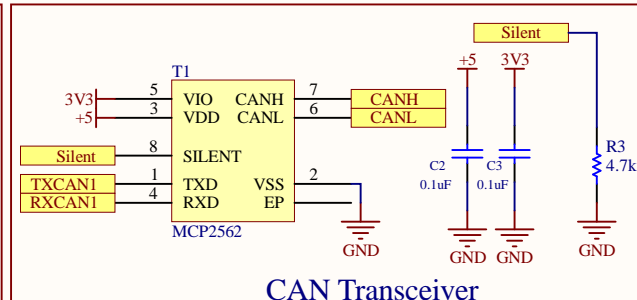 Silent
T1
+5
3V3
3V3
5
VIO
CANH
7
CANH
+5
3
VDD
CANL
6
CANL
Silent
8
SILENT
R3
4.7k
C2
C3
0.1uF
0.1uF
TXCAN1
1
TXD
VSS
2
RXCAN1
4
RXD
EP
MCP2562
GND
GND
GND
GND
CAN Transceiver